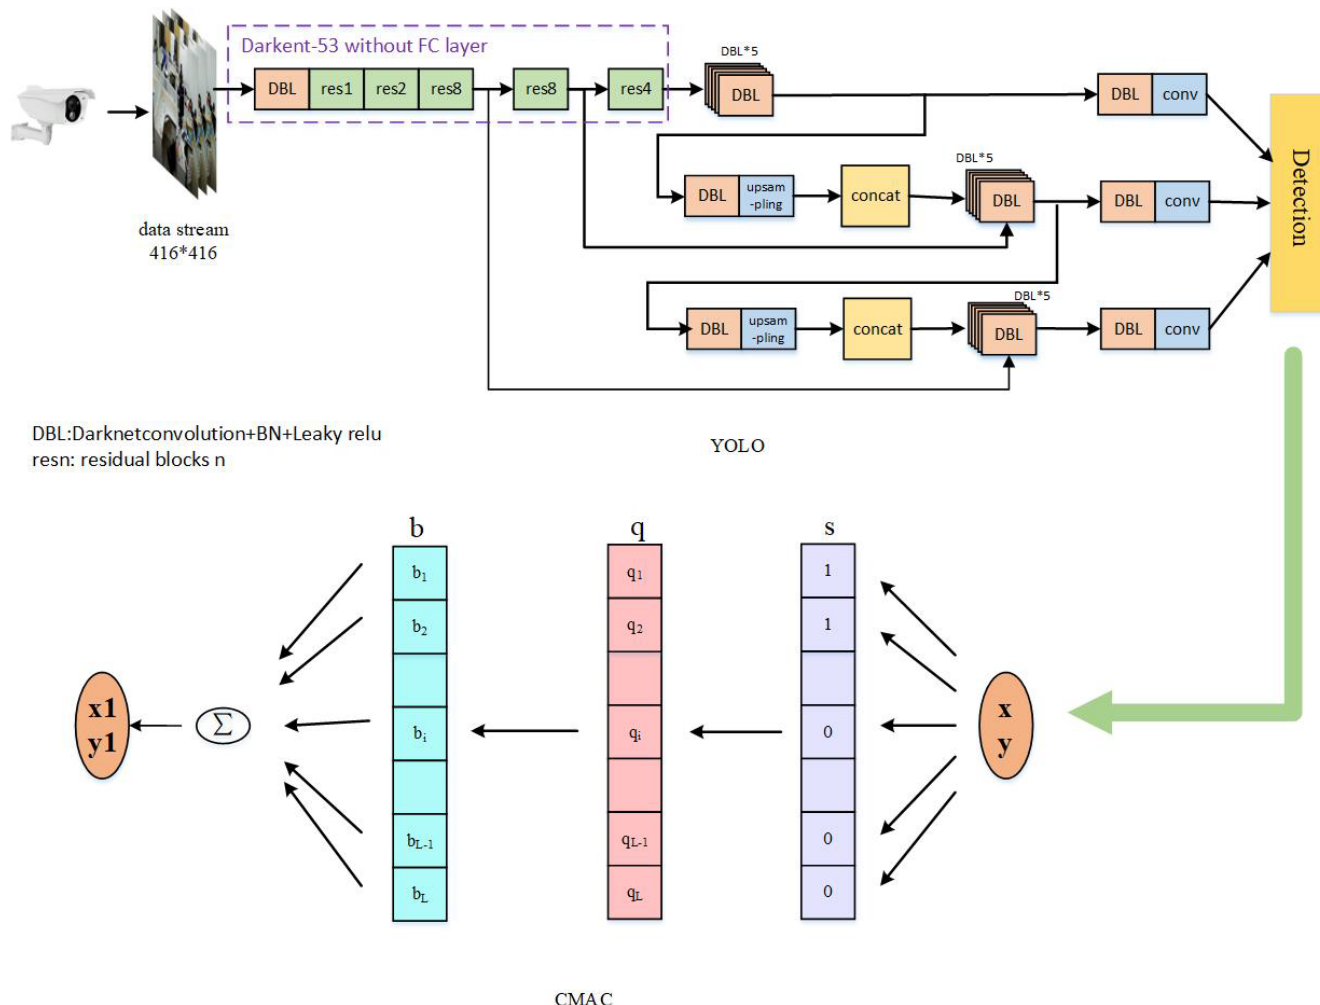 Darkent-53 without FC layer
DBL res1 res2 res8 res8 res4
DBL*5
DBL
DBL conv
data stream
416*416
DBL
upsam
-pling
concat
DBL*5
DBL
DBL conv
Detection
DBL
upsam
-pling
concat
DBL*5
DBL
DBL conv
DBL:Darknetconvolution+BN+Leaky relu
resn: residual blocks n
YOLO
b q s
b1 q1 1
b2 q2 1
x1
y1
Σ
bi qi 0
x
y
bL-1 qL-1 0
bL qL 0
CMAC